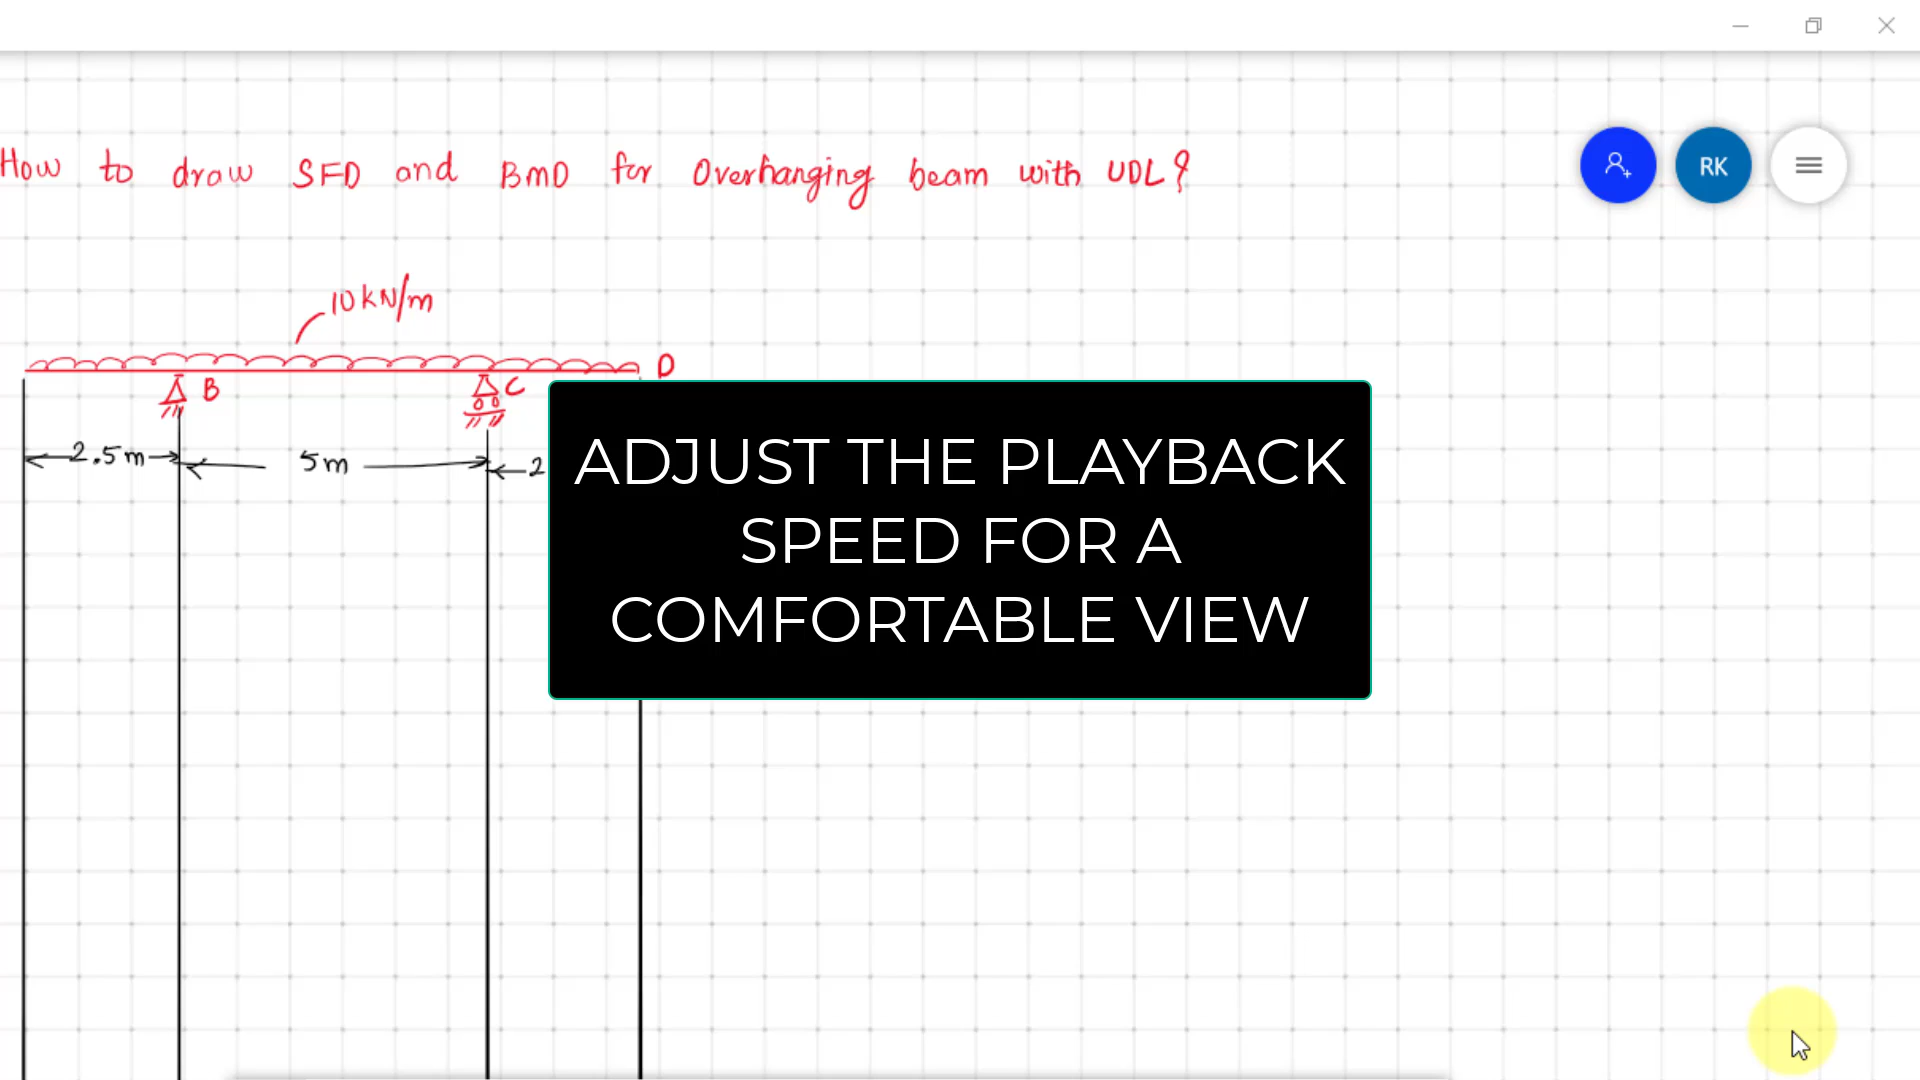 How to draw SFD and BMD for Overhanging beam with UDL?
RK
10kN/m
D
B
C
2.5m
5m
2
ADJUST THE PLAYBACK
SPEED FOR A
COMFORTABLE VIEW